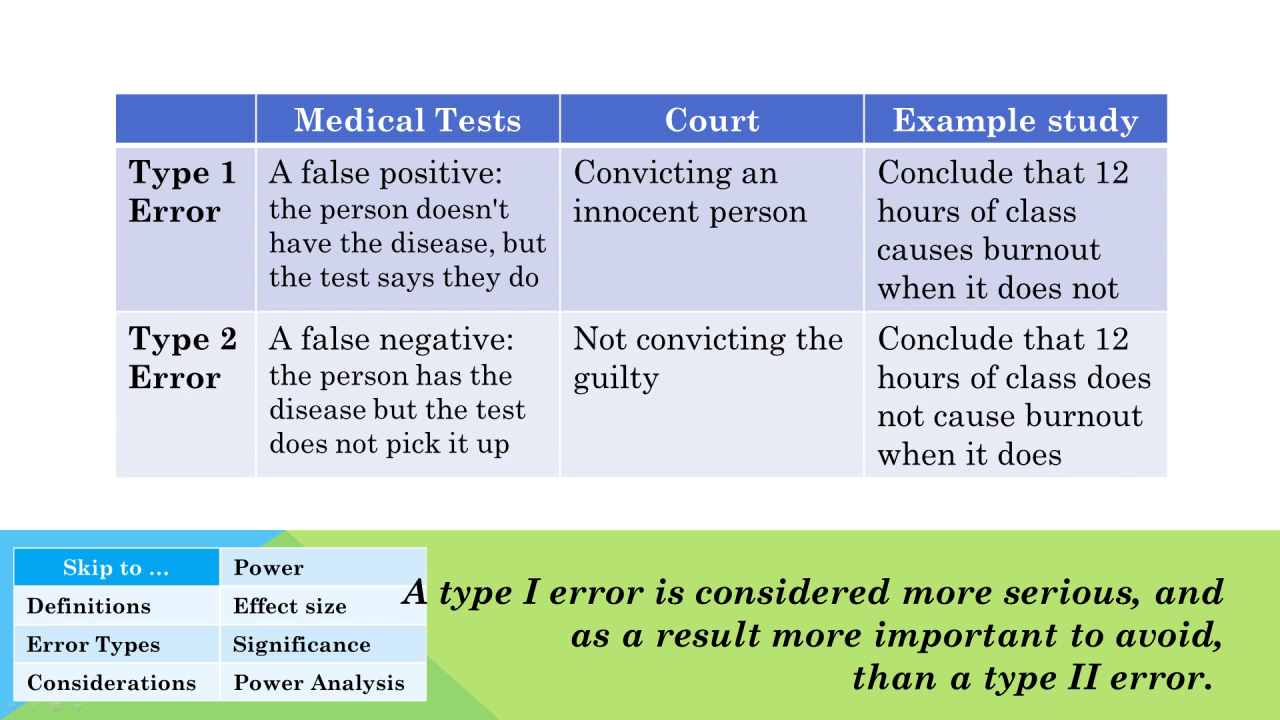 Medical Tests
Court
Example study
Type 1
Error
A false positive:
the person doesn't
have the disease, but
the test says they do
Convicting an
innocent person
Conclude that 12
hours of class
causes burnout
when it does not
Type 2
Error
A false negative:
the person has the
disease but the test
does not pick it up
Not convicting the
guilty
Conclude that 12
hours of class does
not cause burnout
when it does
Skip to ...
Power
Definitions
Effect size
Error Types
Significance
Considerations
Power Analysis
A type I error is considered more serious, and
as a result more important to avoid,
than a type II error.